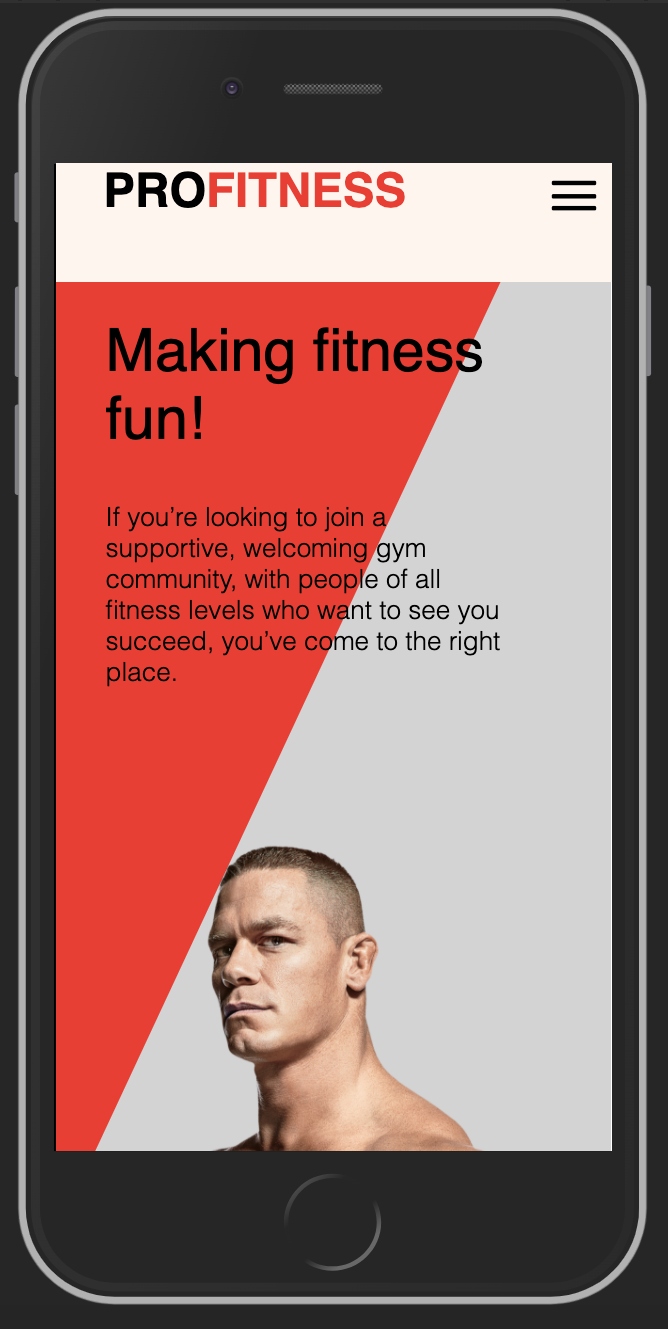 PROFITNESS
Making fitness
fun!
If you’re looking to join a
supportive, welcoming gym
community, with people of all
fitness levels who want to see you
succeed, you’ve come to the right
place.